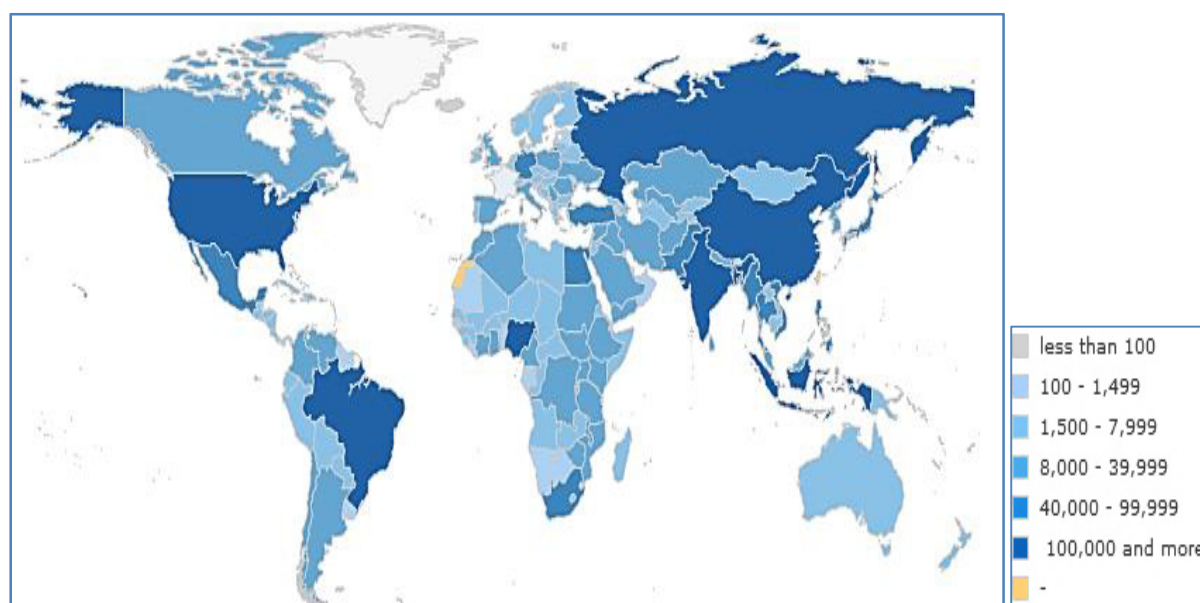 less than 100
100 - 1,499
1,500 - 7,999
8,000 - 39,999
40,000 - 99,999
100,000 and more
-